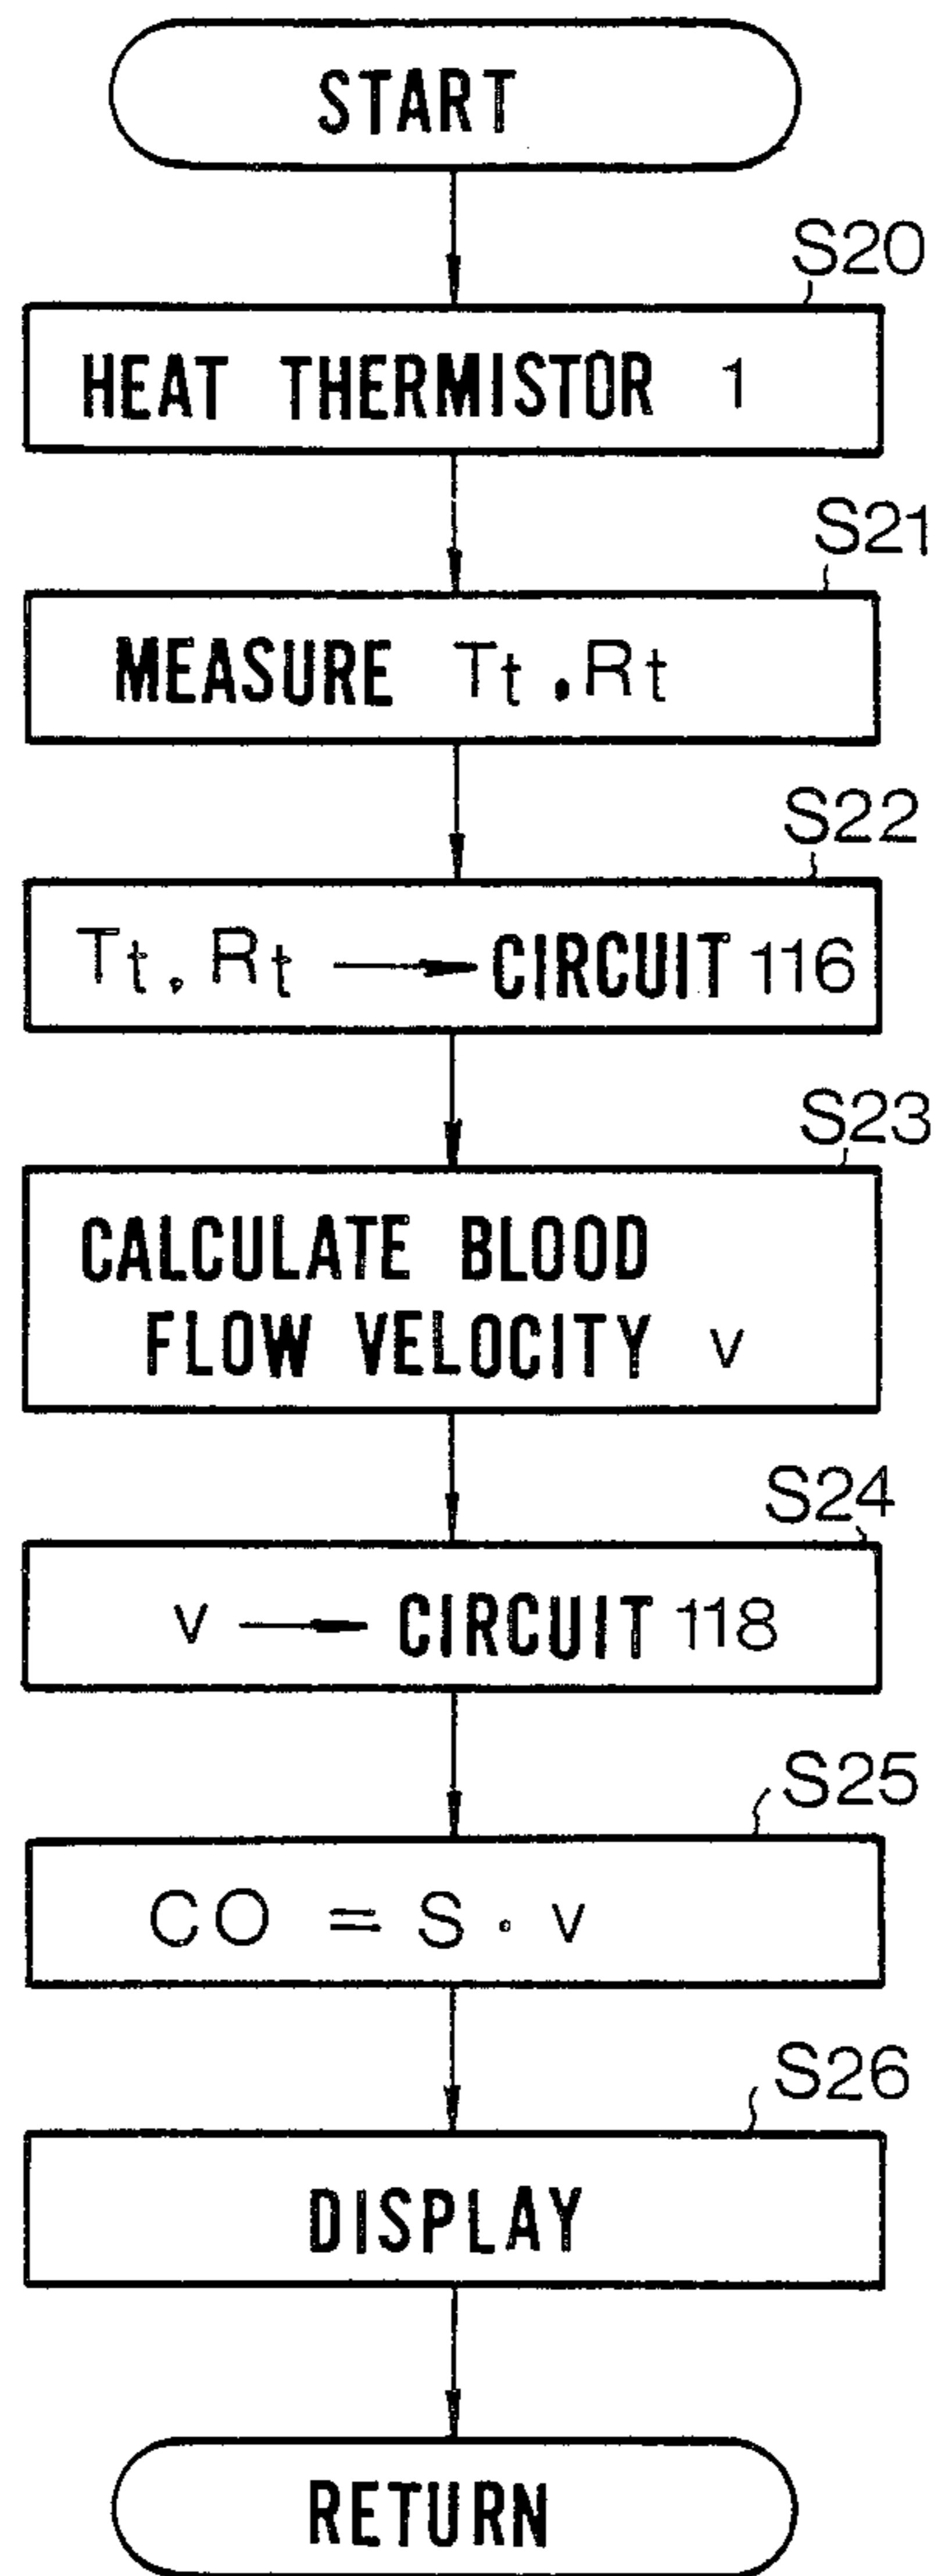 START
S20
HEAT THERMISTOR 1
S21
MEASURE Tt . Rt
S22
Tt . Rt → CIRCUIT 116
S23
CALCULATE BLOOD
FLOW VELOCITY v
S24
v → CIRCUIT 118
S25
CO = S · v
S26
DISPLAY
RETURN